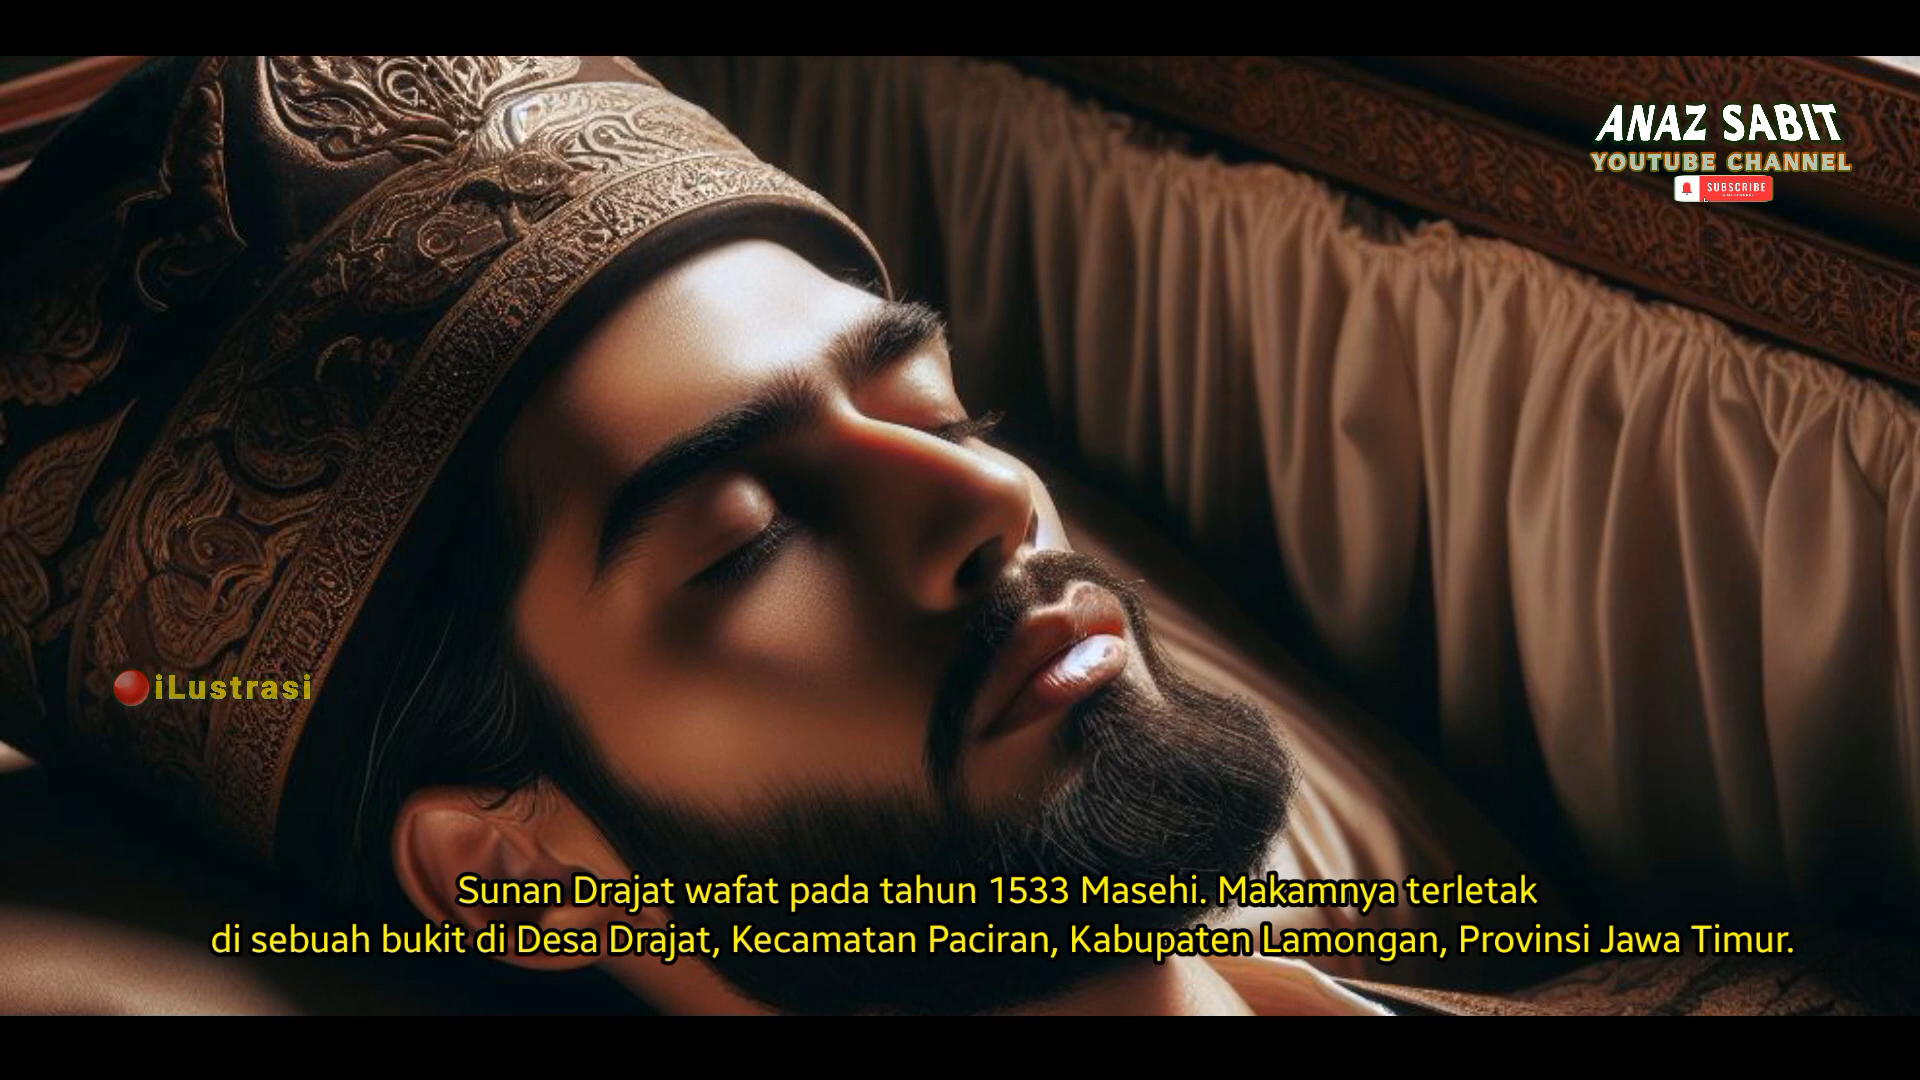 ANAZ SABIT
YOUTUBE CHANNEL
SUBSCRIBE
iLustrasi
Sunan Drajat wafat pada tahun 1533 Masehi. Makamnya terletak
di sebuah bukit di Desa Drajat, Kecamatan Paciran, Kabupaten Lamongan, Provinsi Jawa Timur.